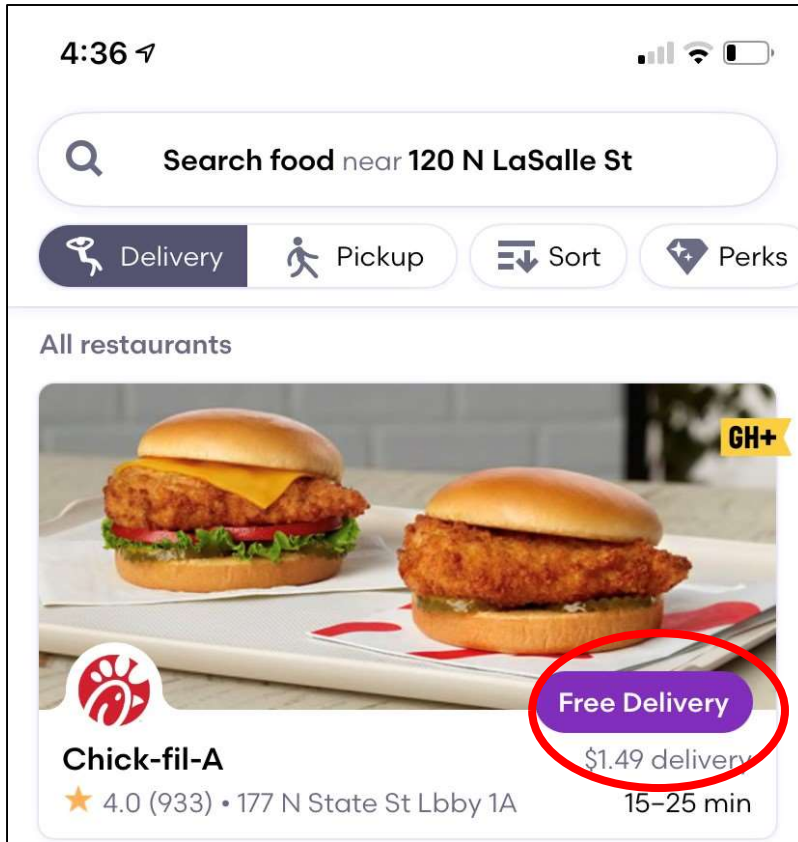 4:36
Search food near 120 N LaSalle St
Delivery Pickup Sort Perks
All restaurants
GH+
Free Delivery
Chick-fil-A $1.49 delivery
4.0 (933) • 177 N State St Lbby 1A 15–25 min